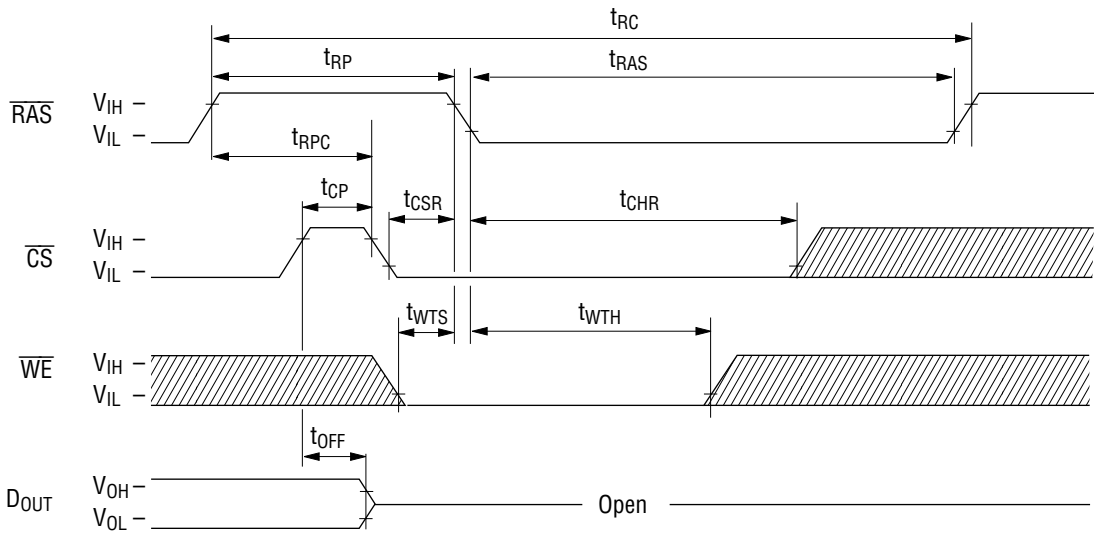 tRC
tRP
tRAS
RAS
VIH –
VIL –
tRPC
tCP
tCSR
tCHR
CS
VIH –
VIL –
tWTS
tWTH
WE
VIH –
VIL –
tOFF
DOUT
VOH –
VOL –
Open